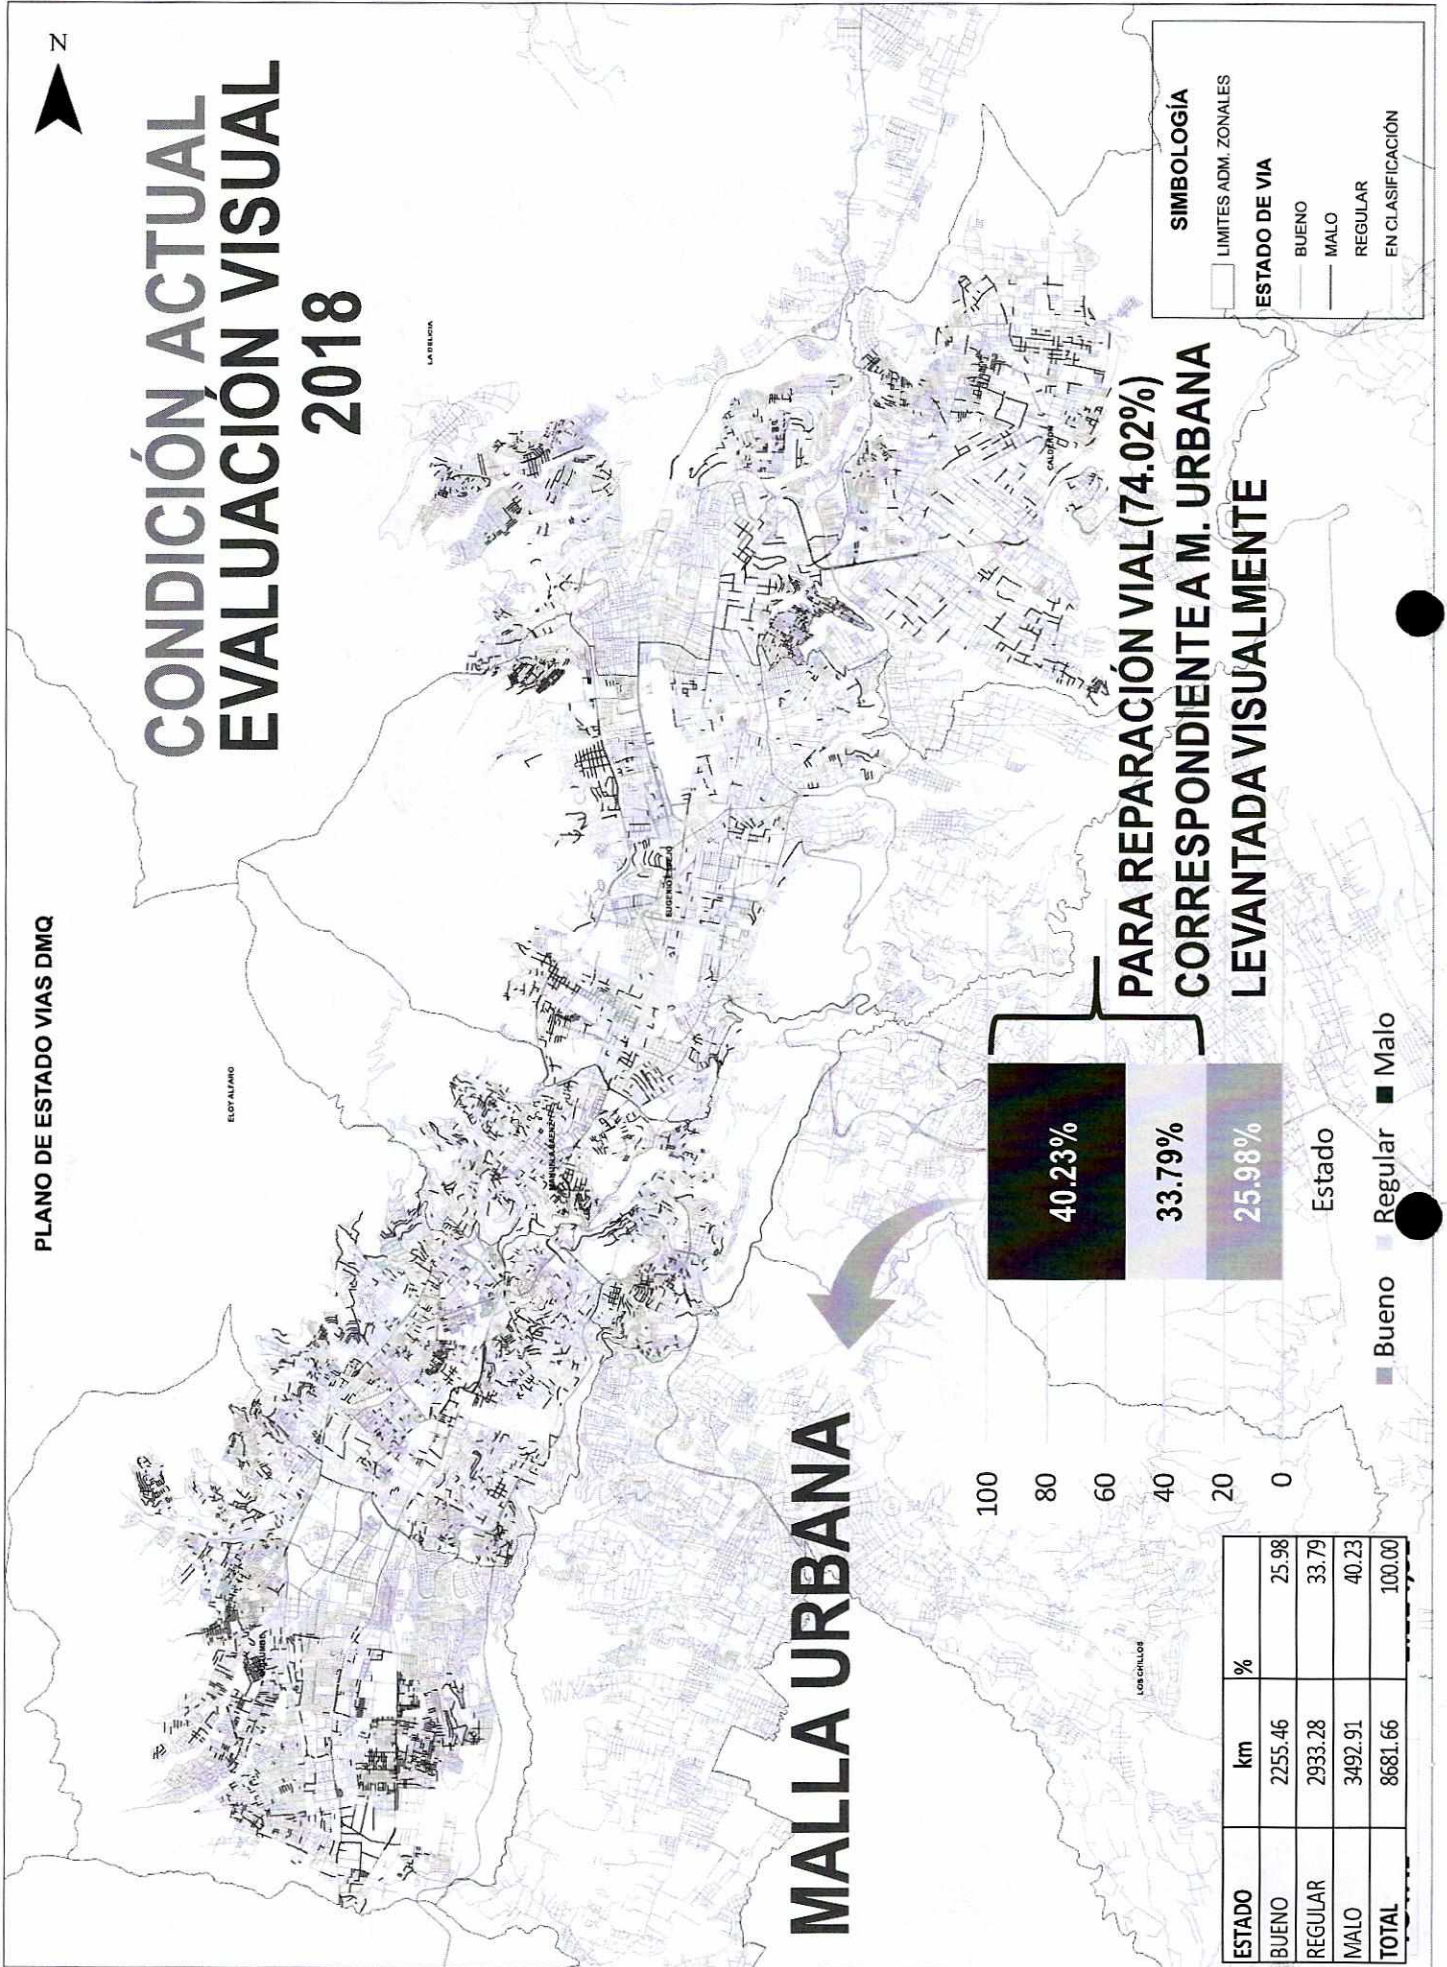 PLANO DE ESTADO VIAS DMQ
N
CONDICIÓN ACTUAL
EVALUACIÓN VISUAL
2018
LA DELICIA
ELOY ALFARO
EUGENIO ESPEJO
CALDERÓN
LOS CHILLOS
MALLA URBANA
PARA REPARACIÓN VIAL(74.02%)
CORRESPONDIENTE A M. URBANA
LEVANTADA VISUALMENTE
SIMBOLOGÍA
LIMITES ADM. ZONALES
ESTADO DE VIA
BUENO
MALO
REGULAR
EN CLASIFICACIÓN
100
80
60
40
20
0
40.23%
33.79%
25.98%
Estado
Bueno Regular Malo
ESTADO km %
BUENO 2255.46 25.98
REGULAR 2933.28 33.79
MALO 3492.91 40.23
TOTAL 8681.66 100.00